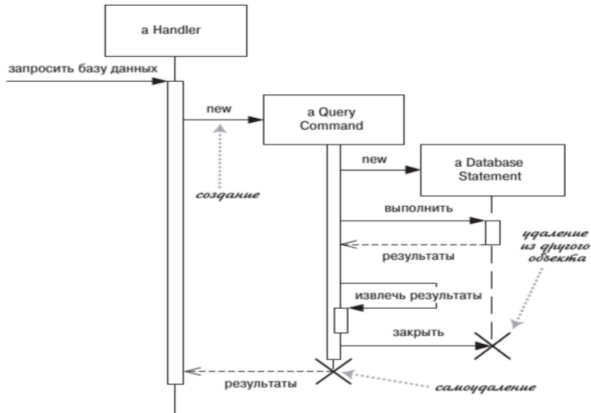 a Handler
запросить базу данных
new
a Query
Command
new
a Database
Statement
создание
выполнить
удаление
из другого
объекта
результаты
извлечь результаты
закрыть
результаты
самоудаление